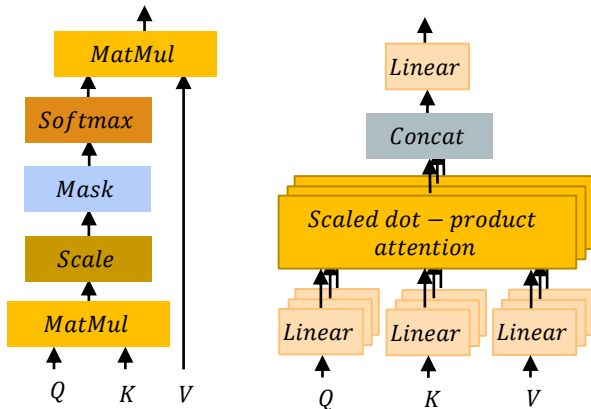 MatMul
Softmax
Mask
Scale
MatMul
Q K V
Linear
Concat
Scaled dot − product
attention
Linear Linear Linear
Q K V